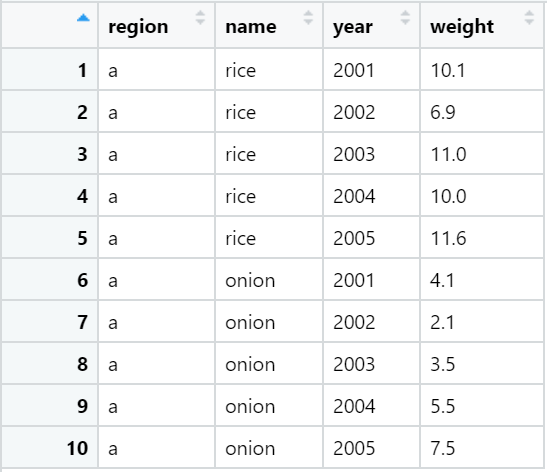 region name year weight
1 a rice 2001 10.1
2 a rice 2002 6.9
3 a rice 2003 11.0
4 a rice 2004 10.0
5 a rice 2005 11.6
6 a onion 2001 4.1
7 a onion 2002 2.1
8 a onion 2003 3.5
9 a onion 2004 5.5
10 a onion 2005 7.5